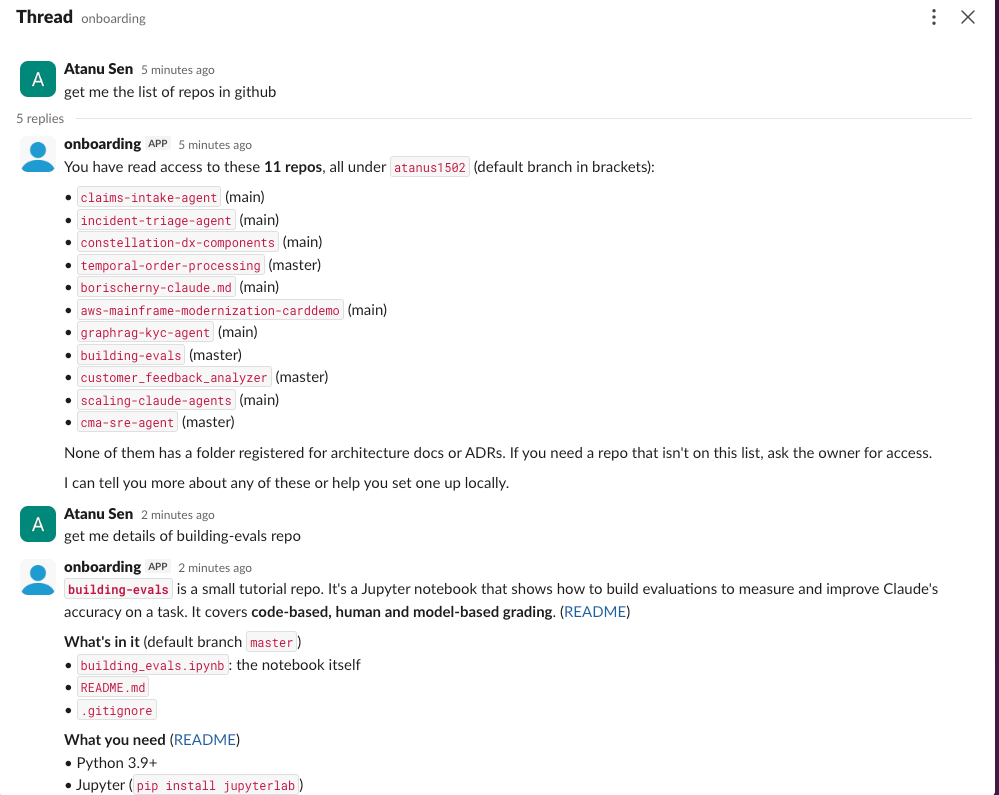 Thread onboarding
A
Atanu Sen 5 minutes ago
get me the list of repos in github
5 replies
onboarding APP 5 minutes ago
You have read access to these 11 repos, all under atanus1502 (default branch in brackets):
• claims-intake-agent (main)
• incident-triage-agent (main)
• constellation-dx-components (main)
• temporal-order-processing (master)
• borischerny-claude.md (main)
• aws-mainframe-modernization-carddemo (main)
• graphrag-kyc-agent (main)
• building-evals (master)
• customer_feedback_analyzer (master)
• scaling-claude-agents (main)
• cma-sre-agent (master)
None of them has a folder registered for architecture docs or ADRs. If you need a repo that isn't on this list, ask the owner for access.
I can tell you more about any of these or help you set one up locally.
A
Atanu Sen 2 minutes ago
get me details of building-evals repo
onboarding APP 2 minutes ago
building-evals is a small tutorial repo. It's a Jupyter notebook that shows how to build evaluations to measure and improve Claude's
accuracy on a task. It covers code-based, human and model-based grading. (README)
What's in it (default branch master)
• building_evals.ipynb: the notebook itself
• README.md
• .gitignore
What you need (README)
• Python 3.9+
• Jupyter (pip install jupyterlab)